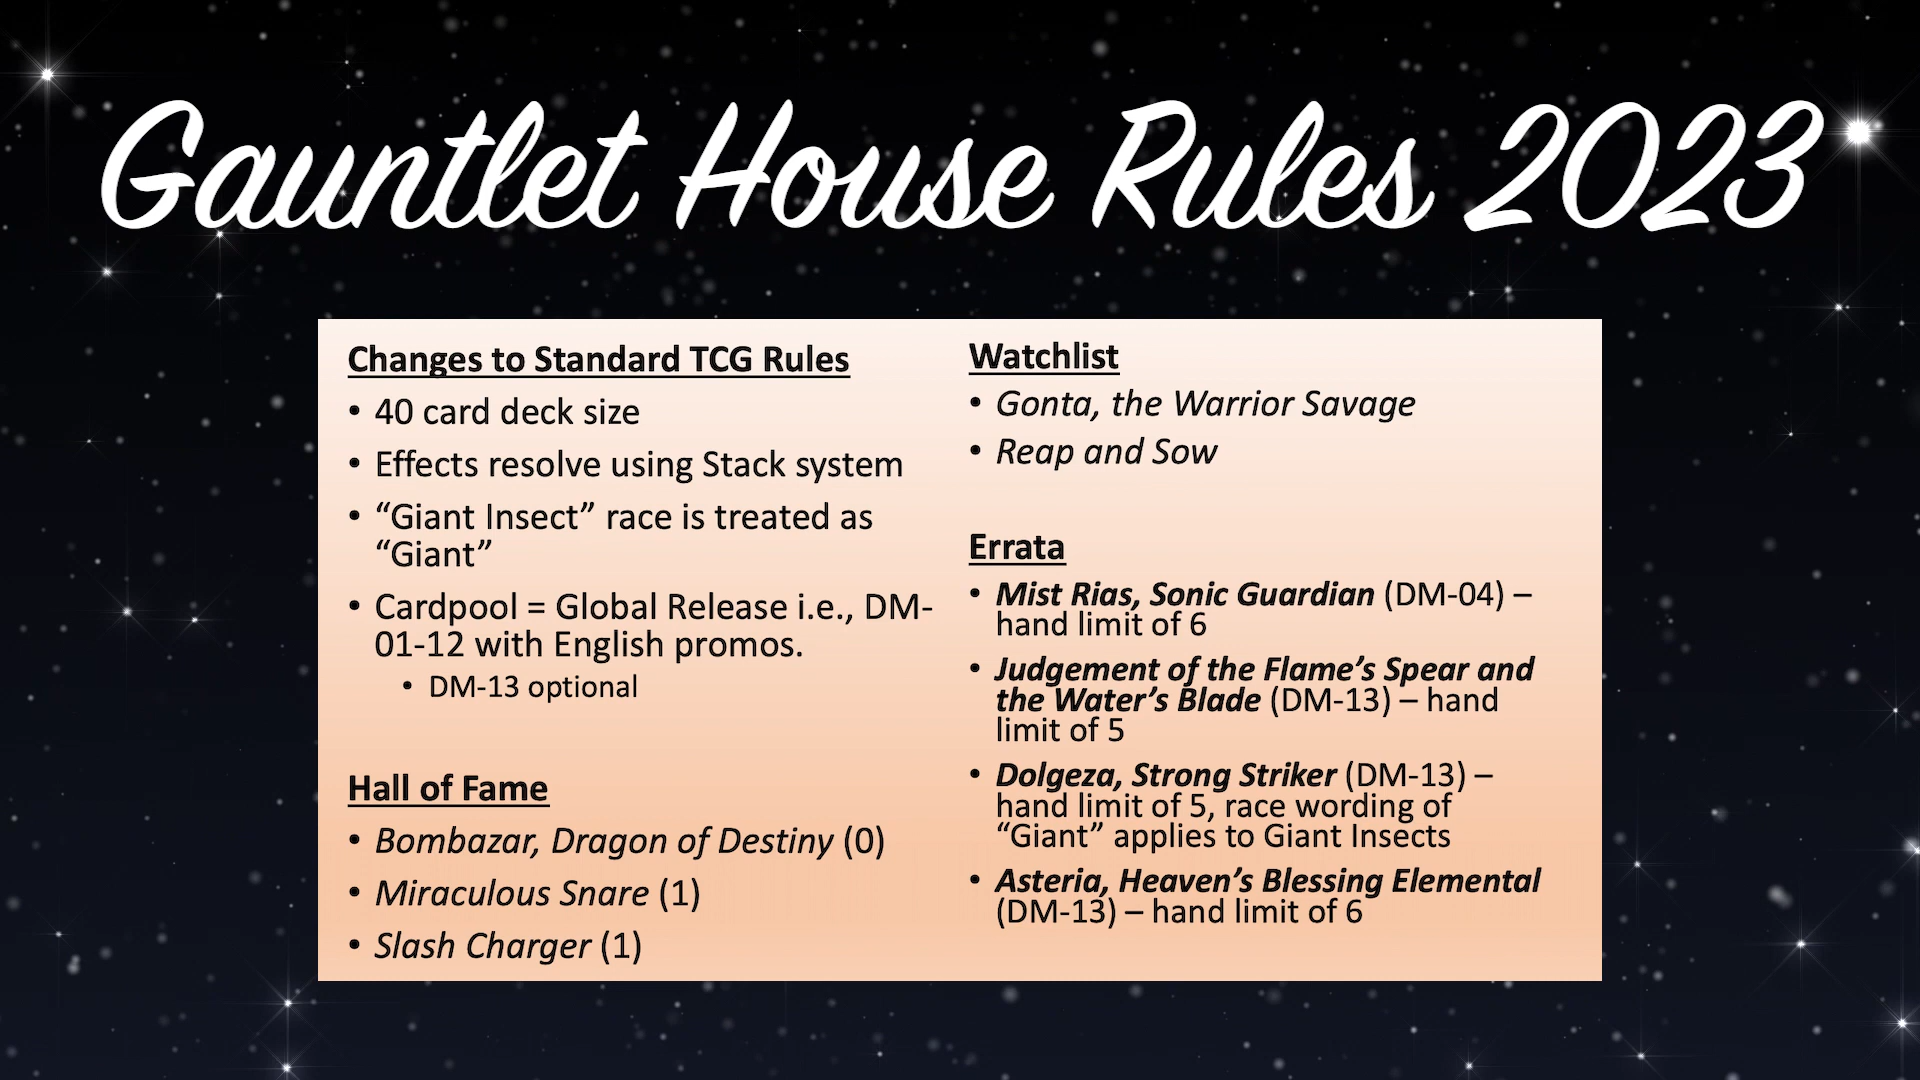 Gauntlet House Rules 2023
Changes to Standard TCG Rules
• 40 card deck size
• Effects resolve using Stack system
• “Giant Insect” race is treated as
“Giant”
• Cardpool = Global Release i.e., DM-
01-12 with English promos.
• DM-13 optional
Hall of Fame
• Bombazar, Dragon of Destiny (0)
• Miraculous Snare (1)
• Slash Charger (1)
Watchlist
• Gonta, the Warrior Savage
• Reap and Sow
Errata
• Mist Rias, Sonic Guardian (DM-04) –
hand limit of 6
• Judgement of the Flame’s Spear and
the Water’s Blade (DM-13) – hand
limit of 5
• Dolgeza, Strong Striker (DM-13) –
hand limit of 5, race wording of
“Giant” applies to Giant Insects
• Asteria, Heaven’s Blessing Elemental
(DM-13) – hand limit of 6